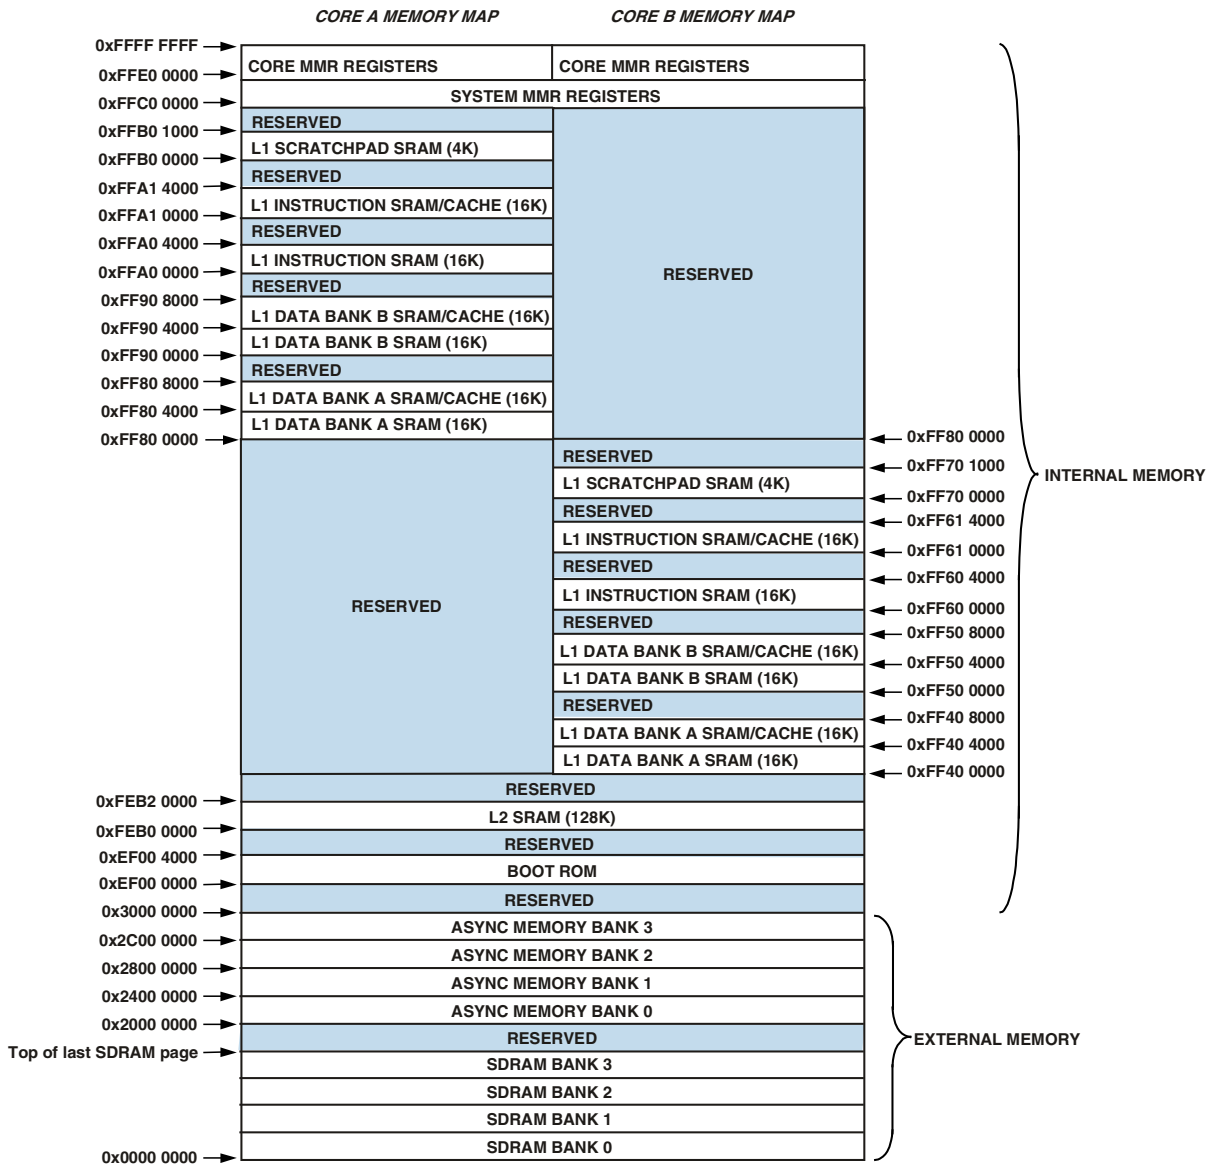 CORE A MEMORY MAP CORE B MEMORY MAP
0xFFFF FFFF
CORE MMR REGISTERS CORE MMR REGISTERS
0xFFE0 0000
SYSTEM MMR REGISTERS
0xFFC0 0000
RESERVED
0xFFB0 1000
L1 SCRATCHPAD SRAM (4K)
0xFFB0 0000
RESERVED
0xFFA1 4000
L1 INSTRUCTION SRAM/CACHE (16K)
0xFFA1 0000
RESERVED
0xFFA0 4000
L1 INSTRUCTION SRAM (16K)
0xFFA0 0000
RESERVED
RESERVED
0xFF90 8000
L1 DATA BANK B SRAM/CACHE (16K)
0xFF90 4000
L1 DATA BANK B SRAM (16K)
0xFF90 0000
RESERVED
0xFF80 8000
L1 DATA BANK A SRAM/CACHE (16K)
0xFF80 4000
L1 DATA BANK A SRAM (16K)
0xFF80 0000
0xFF80 0000
RESERVED
0xFF70 1000
L1 SCRATCHPAD SRAM (4K)
INTERNAL MEMORY
0xFF70 0000
RESERVED
0xFF61 4000
L1 INSTRUCTION SRAM/CACHE (16K)
0xFF61 0000
RESERVED
0xFF60 4000
L1 INSTRUCTION SRAM (16K)
RESERVED
0xFF60 0000
RESERVED
0xFF50 8000
L1 DATA BANK B SRAM/CACHE (16K)
0xFF50 4000
L1 DATA BANK B SRAM (16K)
0xFF50 0000
RESERVED
0xFF40 8000
L1 DATA BANK A SRAM/CACHE (16K)
0xFF40 4000
L1 DATA BANK A SRAM (16K)
0xFF40 0000
RESERVED
0xFEB2 0000
L2 SRAM (128K)
0xFEB0 0000
RESERVED
0xEF00 4000
BOOT ROM
0xEF00 0000
RESERVED
0x3000 0000
ASYNC MEMORY BANK 3
0x2C00 0000
ASYNC MEMORY BANK 2
0x2800 0000
ASYNC MEMORY BANK 1
0x2400 0000
ASYNC MEMORY BANK 0
0x2000 0000
RESERVED
EXTERNAL MEMORY
Top of last SDRAM page
SDRAM BANK 3
SDRAM BANK 2
SDRAM BANK 1
SDRAM BANK 0
0x0000 0000